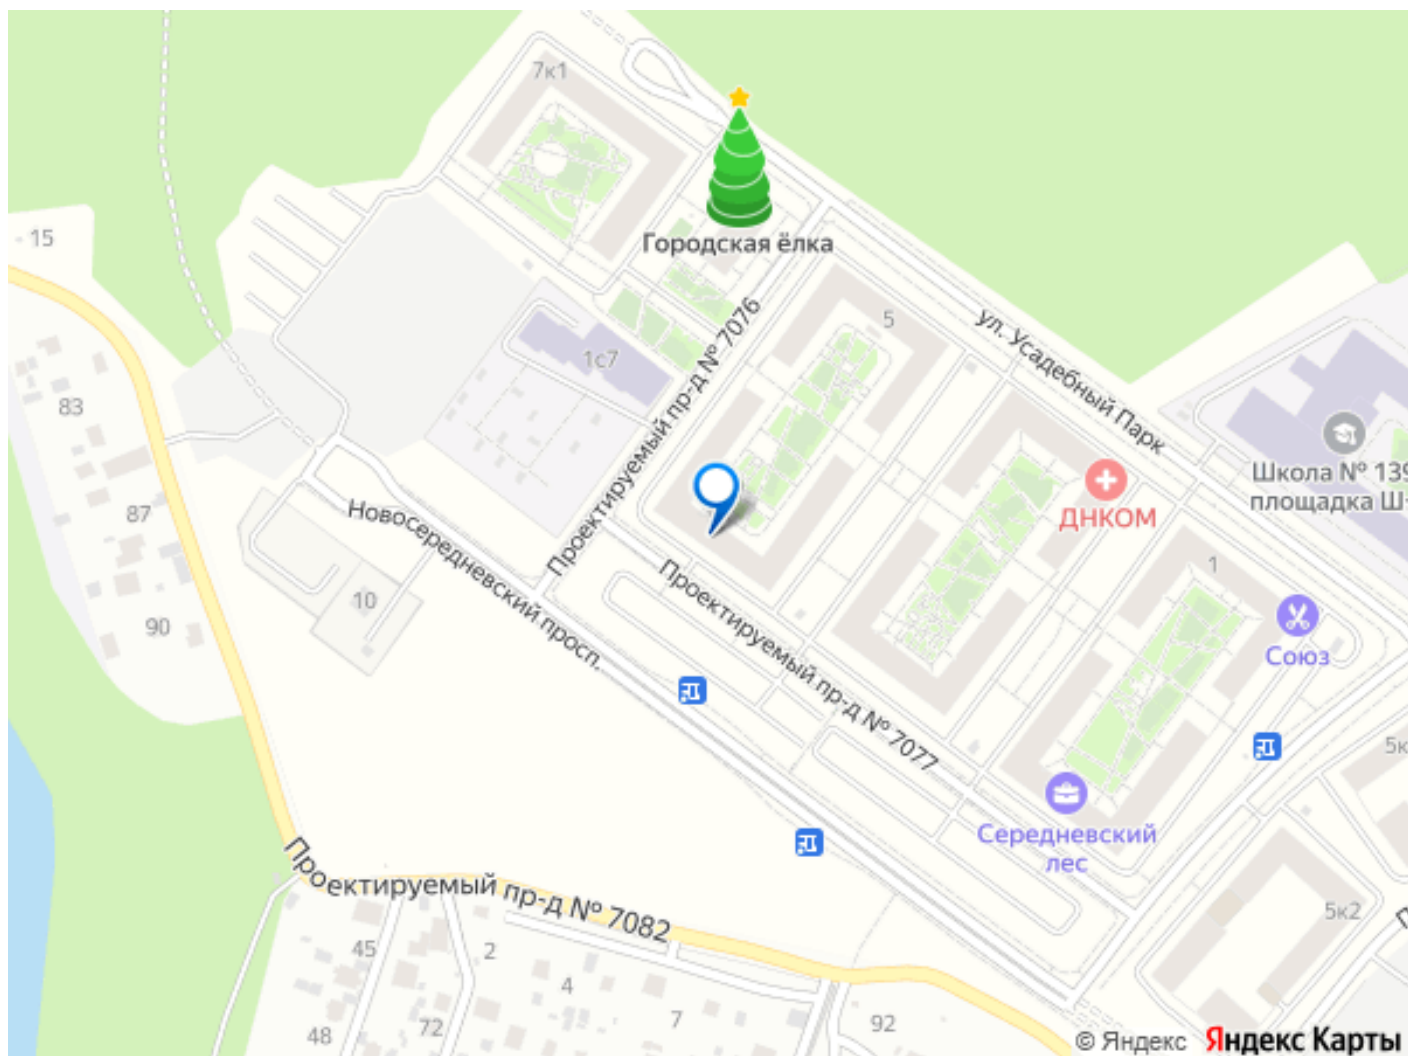 7к1
15
Городская ёлка
5
ул. Усадебный Парк
Проектируемый пр-д № 7076
1с7
83
Школа № 139
площадка Ш
ДНКОМ
87
Новосередневский просп.
10
90
Проектируемый пр-д № 7077
1
Союз
5к
Середневский
лес
Проектируемый пр-д № 7082
5к2
45
2
4
7
72
48
92
© Яндекс Яндекс Карты